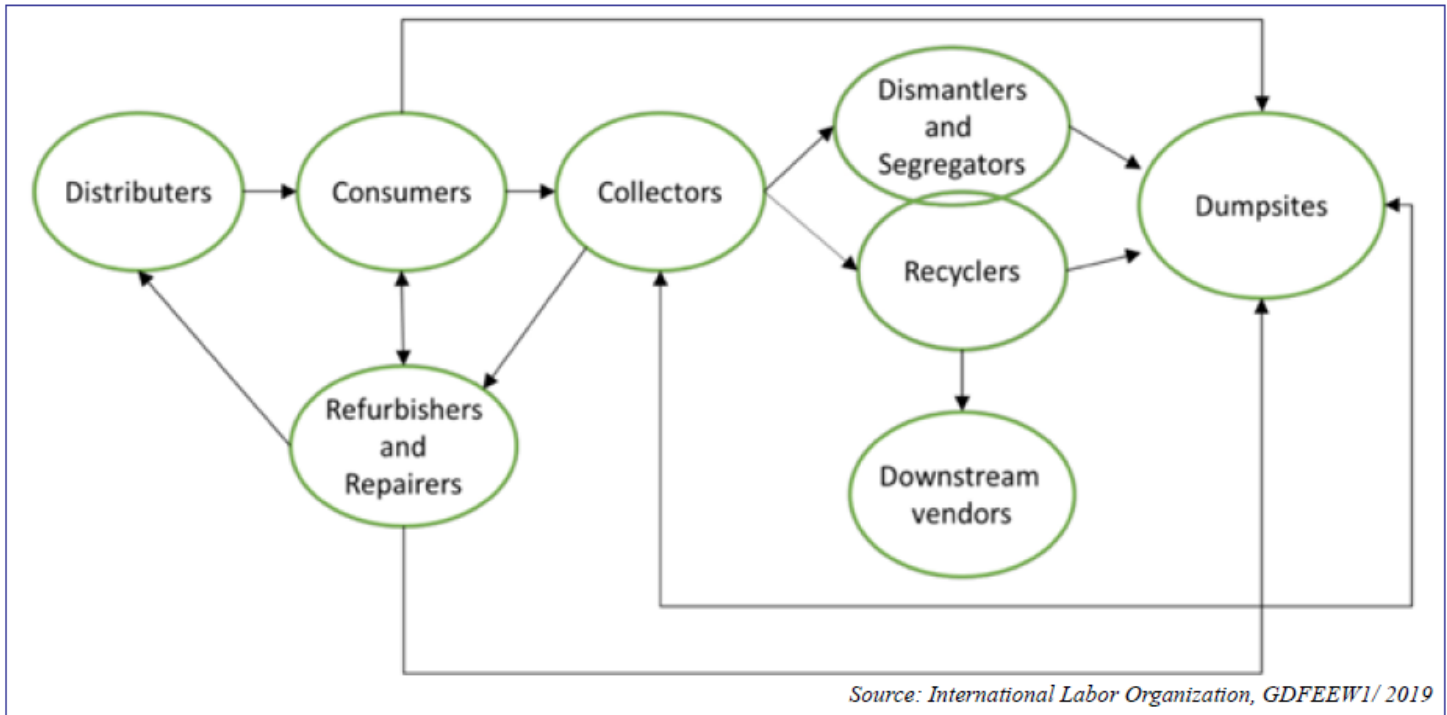 Distributers
Consumers
Collectors
Dismantlers
and
Segregators
Recyclers
Dumpsites
Refurbishers
and
Repairers
Downstream
vendors
Source: International Labor Organization, GDFEEW1/ 2019